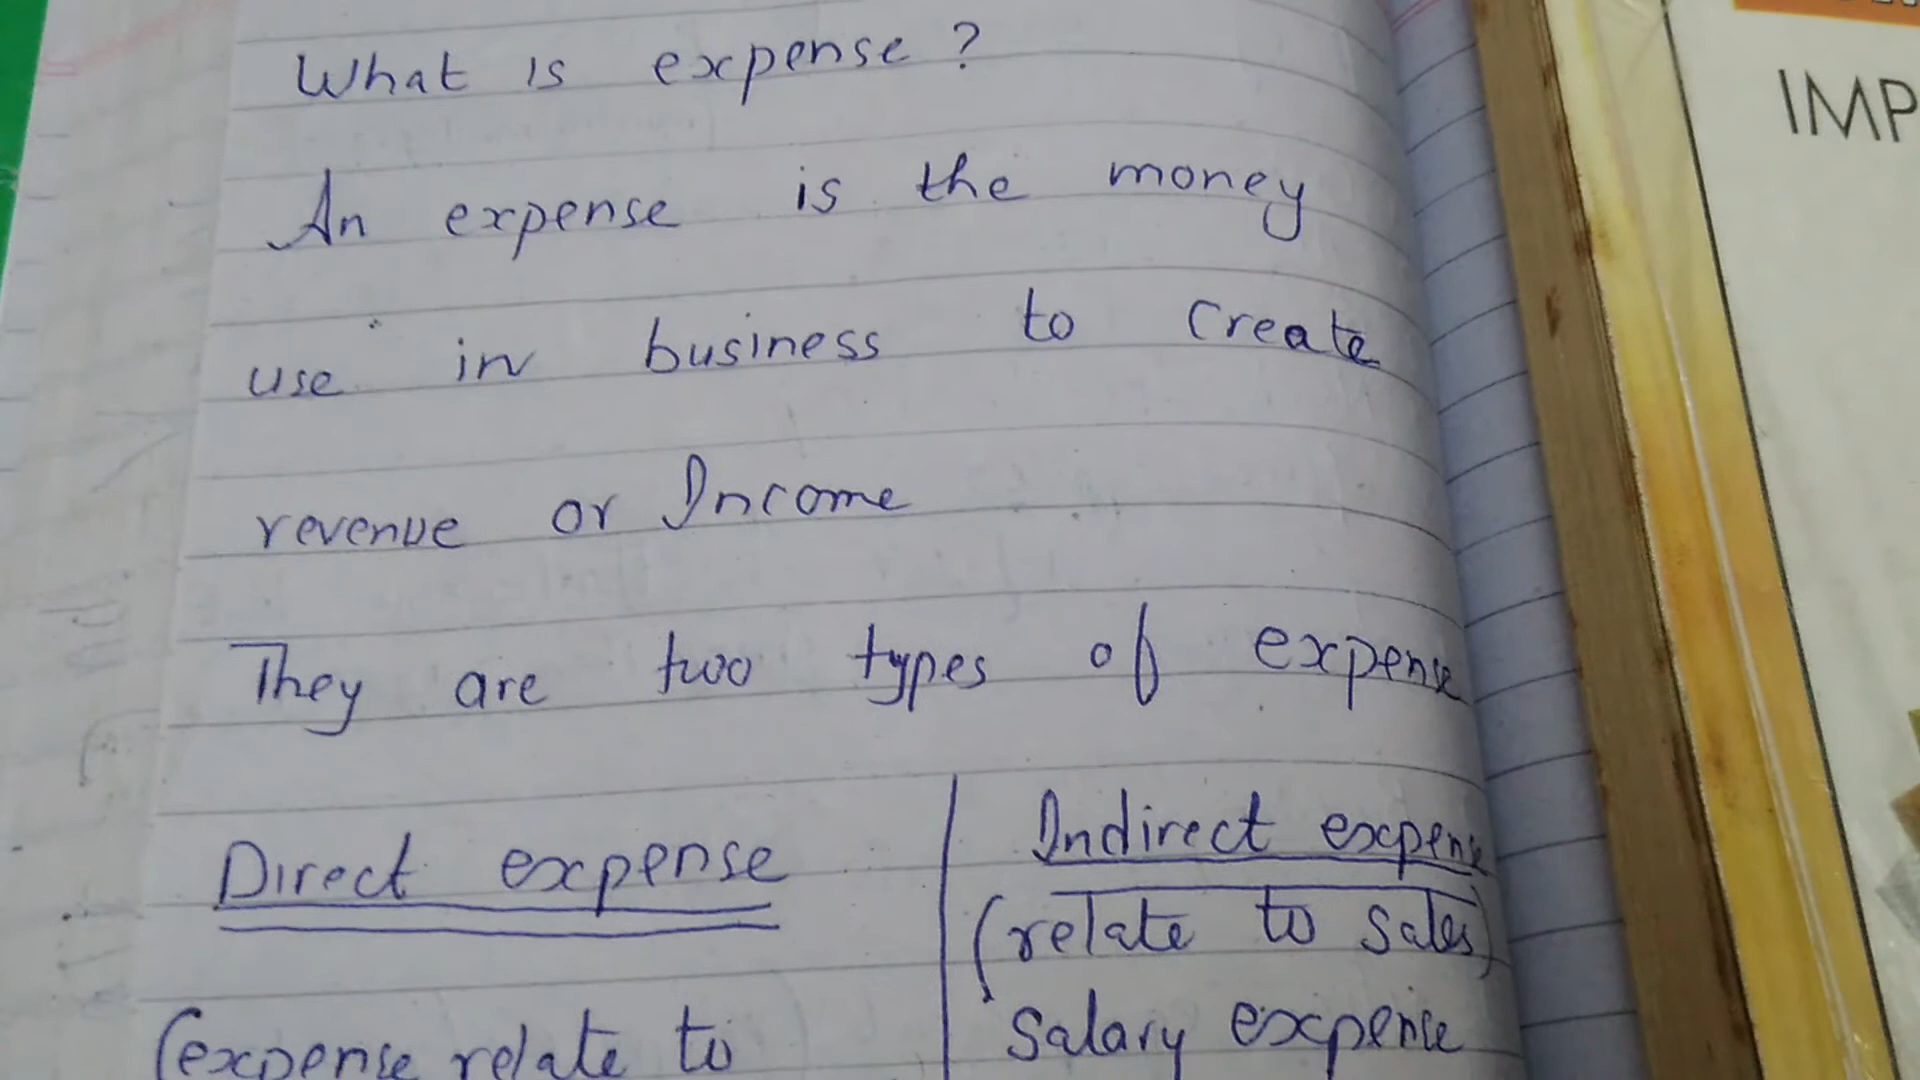 What is expense ?
An expense is the money
use in business to create
revenue or Income
They are two types of expense
Direct expense
(expense relate to
Indirect expense
(relate to sales)
Salary expense
IMP